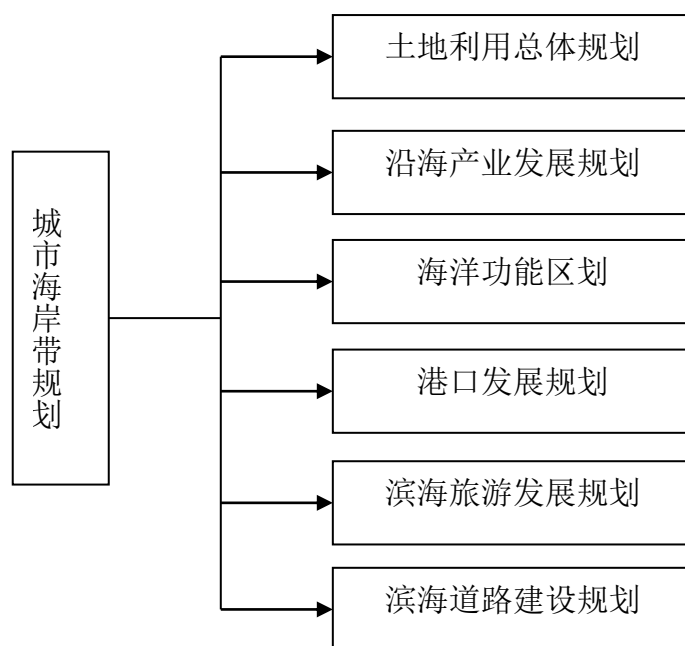 城市海岸带规划
土地利用总体规划
沿海产业发展规划
海洋功能区划
港口发展规划
滨海旅游发展规划
滨海道路建设规划